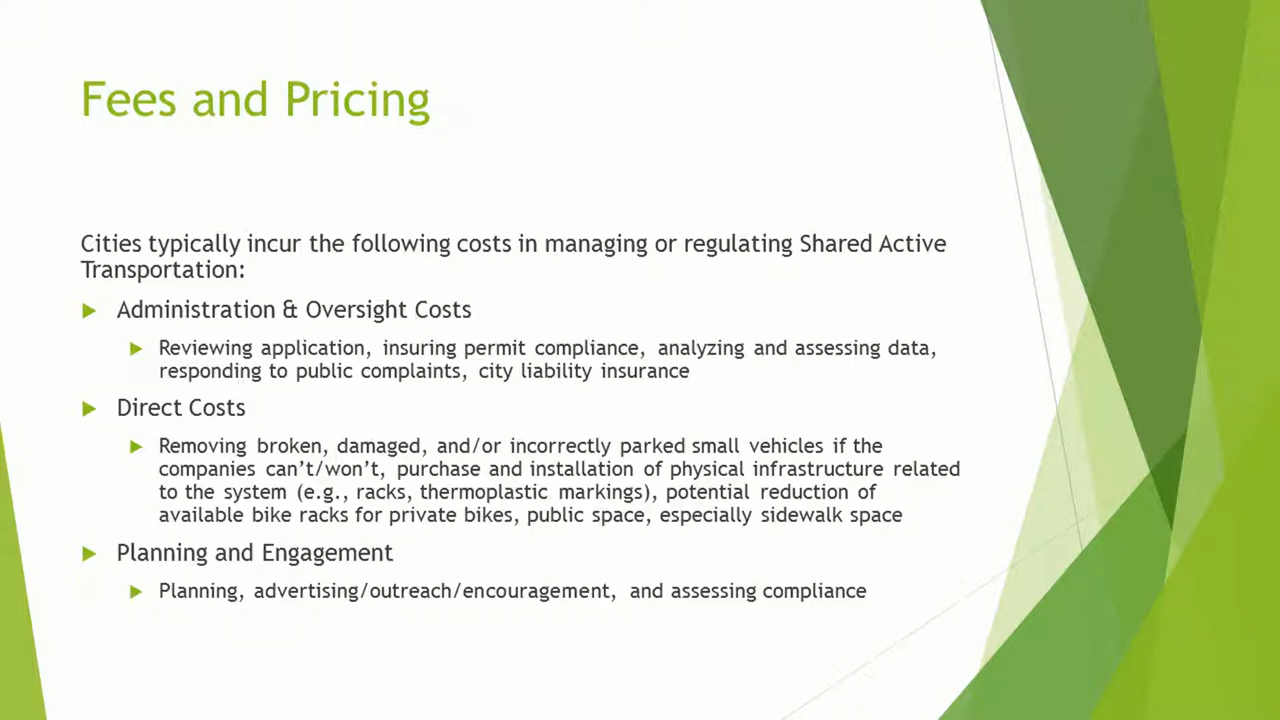 Fees and Pricing
Cities typically incur the following costs in managing or regulating Shared Active
Transportation:
Administration & Oversight Costs
Reviewing application, insuring permit compliance, analyzing and assessing data,
responding to public complaints, city liability insurance
Direct Costs
Removing broken, damaged, and/or incorrectly parked small vehicles if the
companies can't/won't, purchase and installation of physical infrastructure related
to the system (e.g., racks, thermoplastic markings), potential reduction of
available bike racks for private bikes, public space, especially sidewalk space
Planning and Engagement
Planning, advertising/outreach/encouragement, and assessing compliance